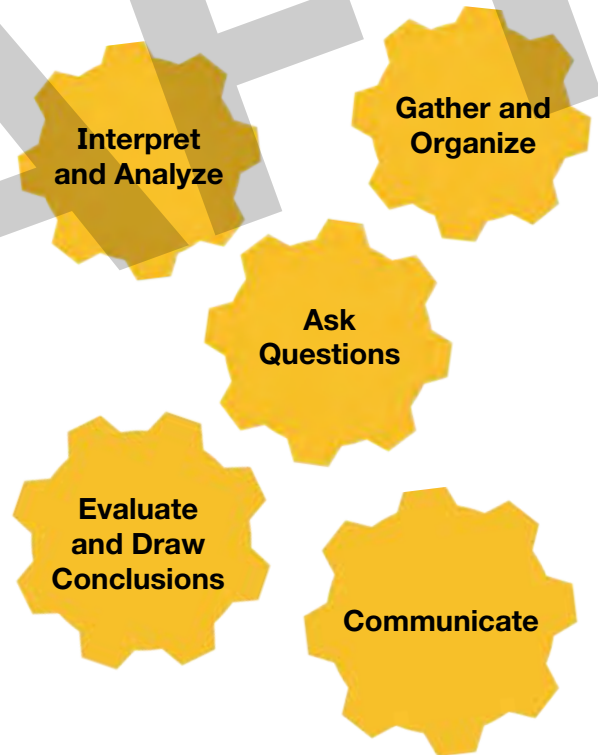 Interpret
and Analyze
Gather and
Organize
Ask
Questions
Evaluate
and Draw
Conclusions
Communicate